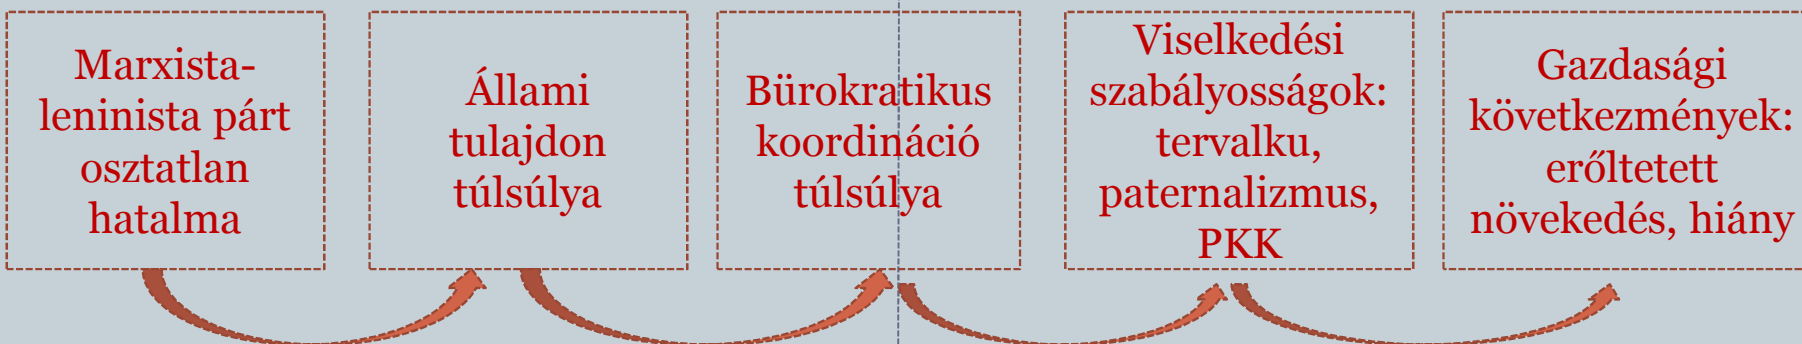 Marxista-
leninista párt
osztatlan
hatalma
Állami
tulajdon
túlsúlya
Bürokratikus
koordináció
túlsúlya
Viselkedési
szabályosságok:
tervalku,
paternalizmus,
PKK
Gazdasági
következmények:
erőltetett
növekedés, hiány